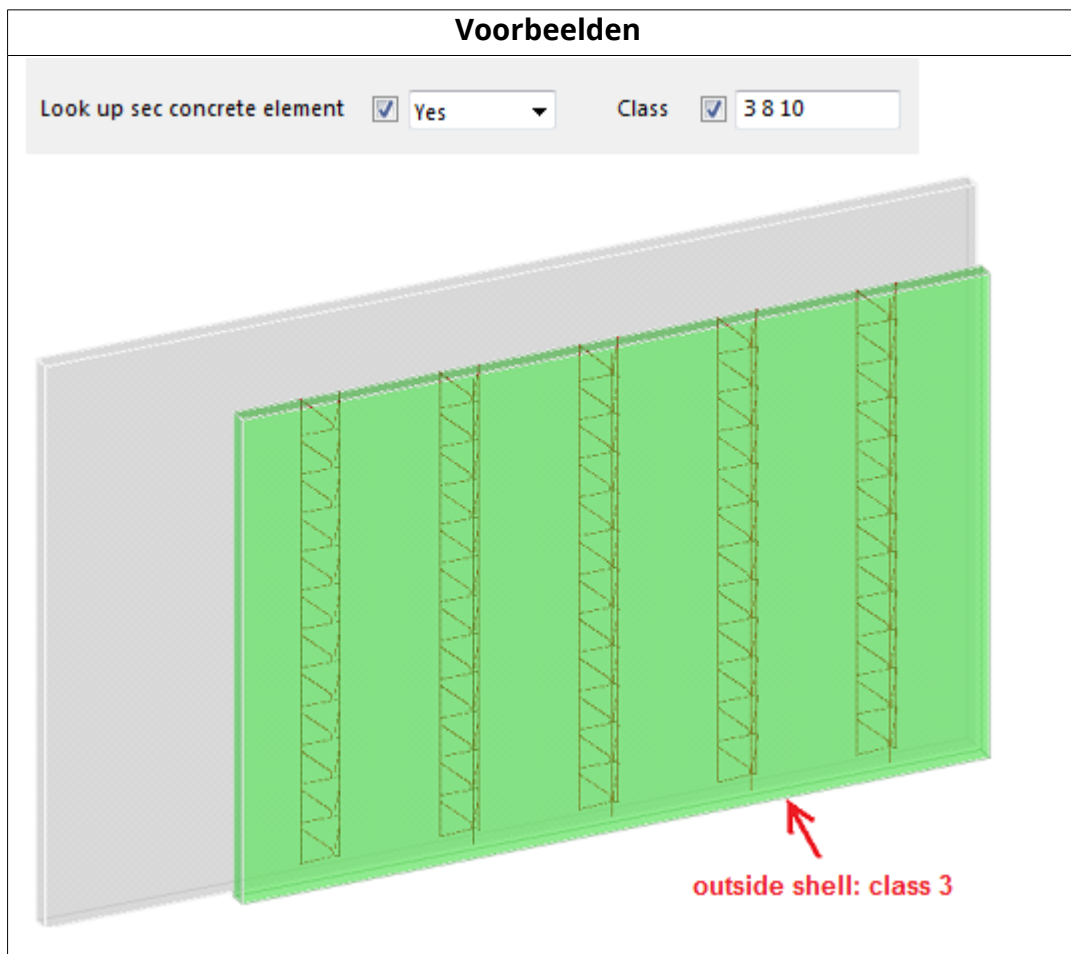 Voorbeelden
Look up sec concrete element Yes Class 3 8 10
outside shell: class 3